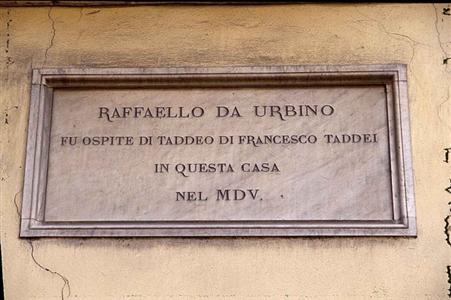 RAFFAELLO DA URBINO
FU OSPITE DI TADDEO DI FRANCESCO TADDEI
IN QUESTA CASA
NEL MDV.